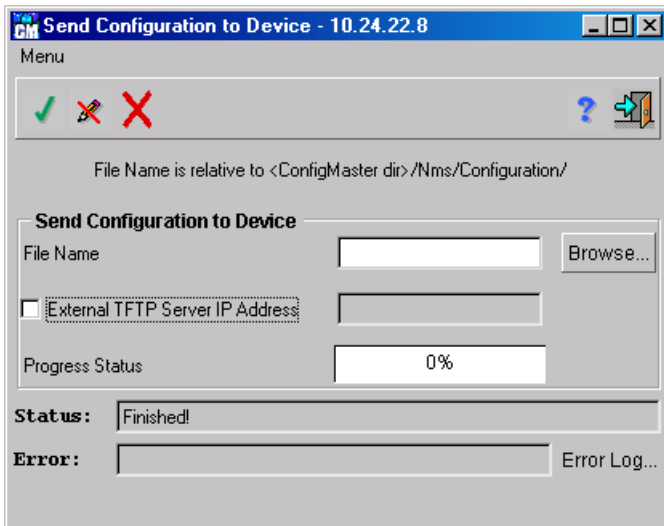 CM Send Configuration to Device - 10.24.22.8
Menu
?
File Name is relative to <ConfigMaster dir>/Nms/Configuration/
Send Configuration to Device
File Name Browse...
External TFTP Server IP Address
Progress Status 0%
Status: Finished!
Error: Error Log...